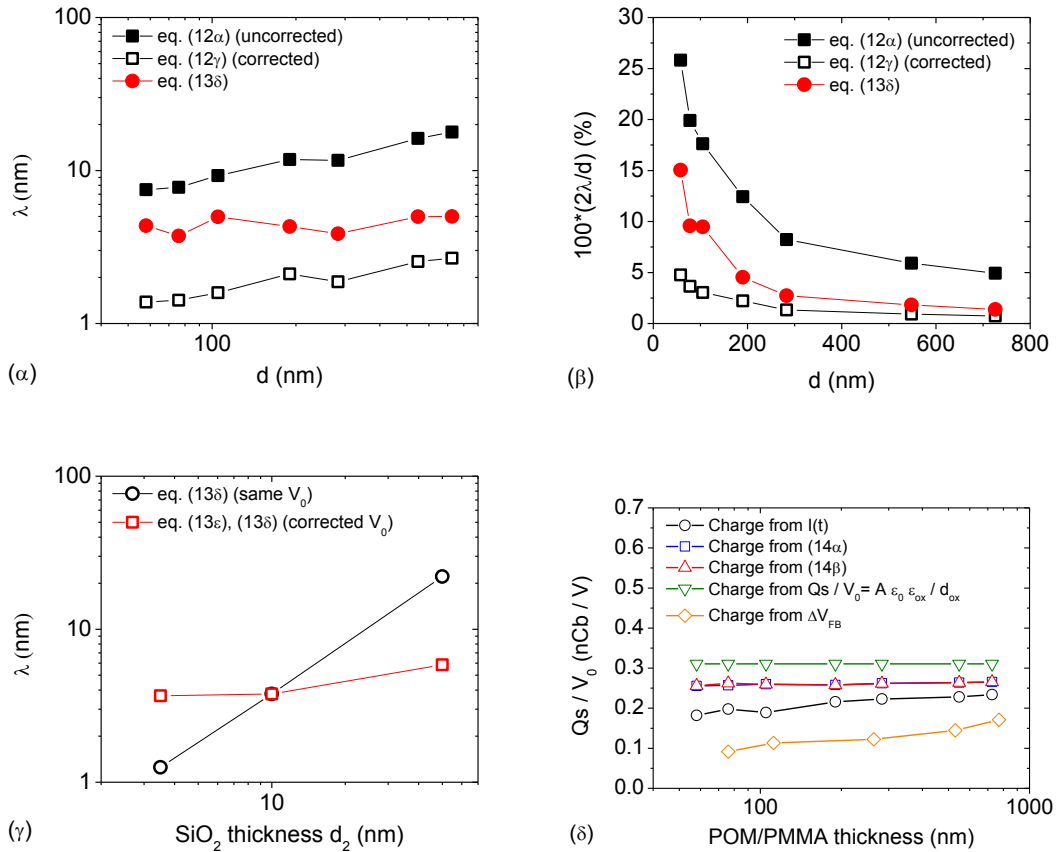 100
eq. (12α) (uncorrected)
eq. (12γ) (corrected)
eq. (13δ)
10
1
λ (nm)
100
d (nm)
(α)
30
25
20
15
10
5
0
eq. (12α) (uncorrected)
eq. (12γ) (corrected)
eq. (13δ)
100*(2λ/d) (%)
0 200 400 600 800
d (nm)
(β)
100
eq. (13δ) (same V₀)
eq. (13ε), (13δ) (corrected V₀)
10
1
λ (nm)
10
SiO₂ thickness d₂ (nm)
(γ)
0.7
0.6
0.5
0.4
0.3
0.2
0.1
0.0
Charge from I(t)
Charge from (14α)
Charge from (14β)
Charge from Qs / V₀= A ε₀ εₒₓ / dₒₓ
Charge from ΔV_FB
Qs / V₀ (nCb / V)
100 1000
POM/PMMA thickness (nm)
(δ)